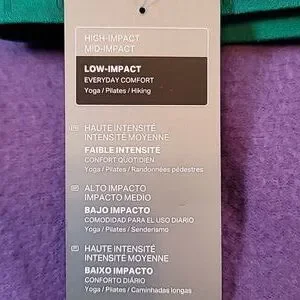 HIGH-IMPACT
MID-IMPACT
LOW-IMPACT
EVERYDAY COMFORT
Yoga / Pilates / Hiking
HAUTE INTENSITÉ
INTENSITÉ MOYENNE
FAIBLE INTENSITÉ
CONFORT QUOTIDIEN
Yoga / Pilates / Randonnées pédestres
ALTO IMPACTO
IMPACTO MEDIO
BAJO IMPACTO
COMODIDAD PARA EL USO DIARIO
Yoga / Pilates / Senderismo
HAUTE INTENSITÉ
INTENSITÉ MOYENNE
BAIXO IMPACTO
CONFORTO DIÁRIO
Yoga / Pilates / Caminhadas longas